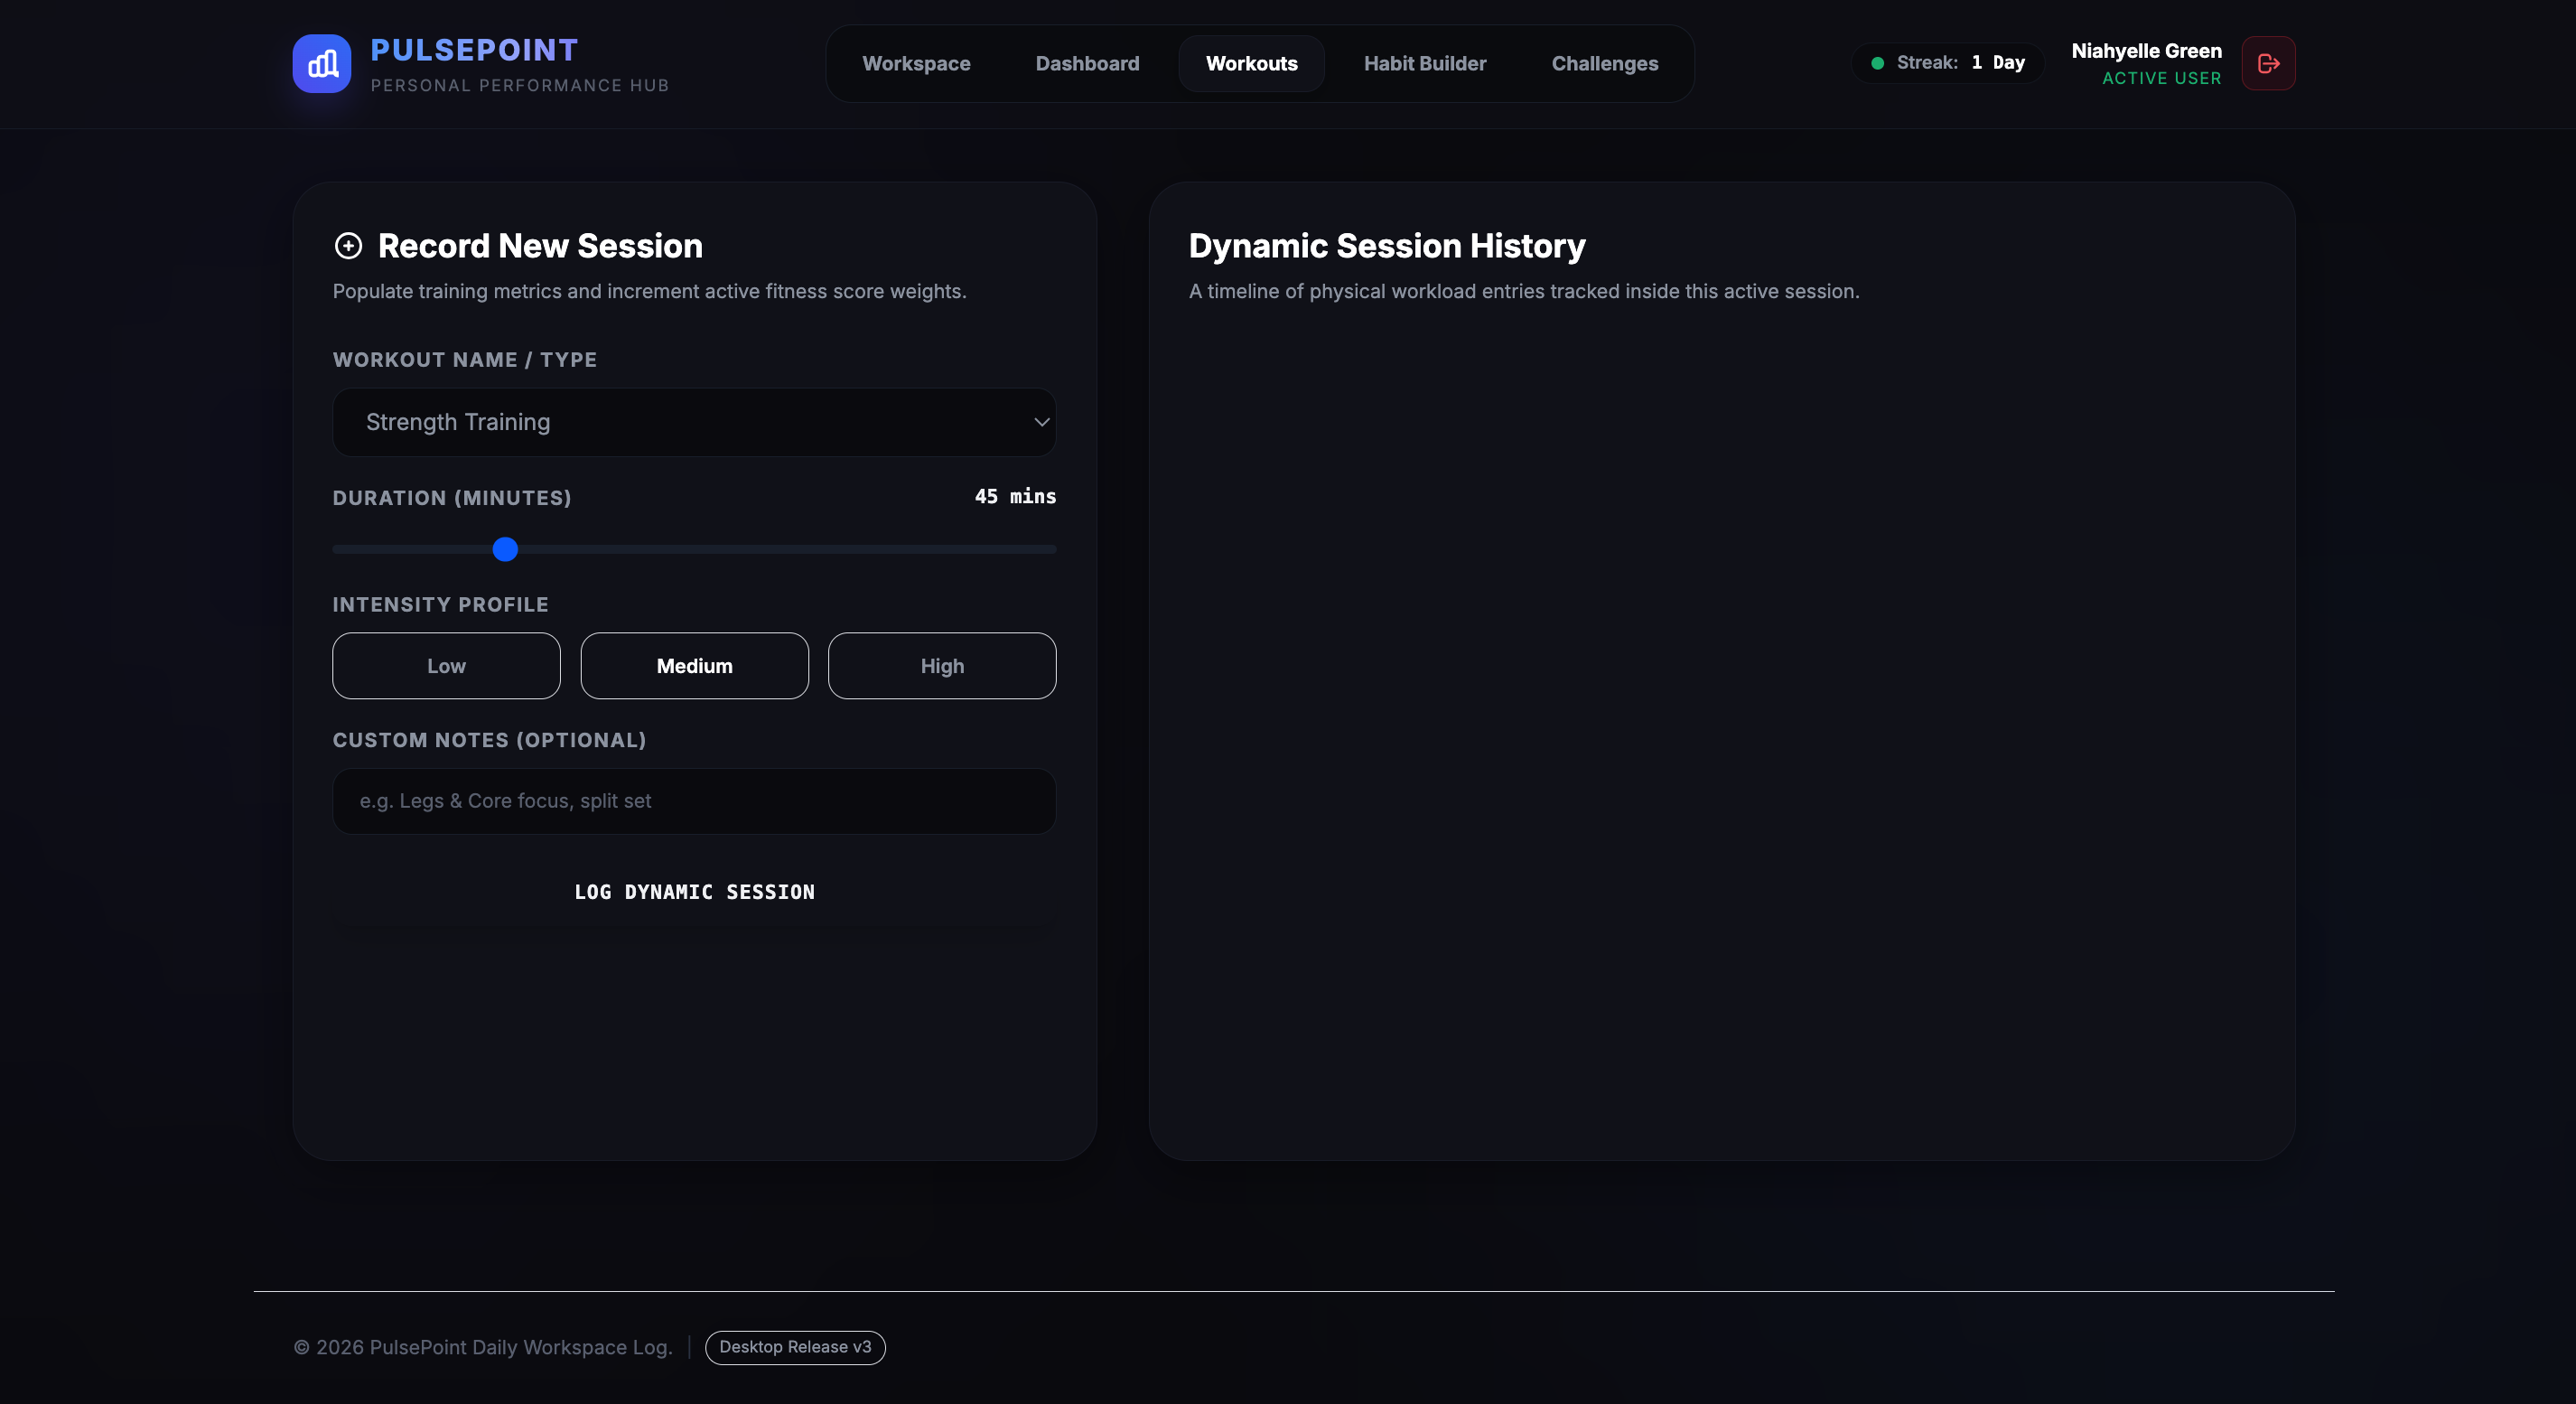 PULSEPOINT
PERSONAL PERFORMANCE HUB
Workspace
Dashboard
Workouts
Habit Builder
Challenges
Streak: 1 Day
Niahyelle Green
ACTIVE USER
Record New Session
Populate training metrics and increment active fitness score weights.
WORKOUT NAME / TYPE
Strength Training
DURATION (MINUTES)
45 mins
INTENSITY PROFILE
Low
Medium
High
CUSTOM NOTES (OPTIONAL)
e.g. Legs & Core focus, split set
LOG DYNAMIC SESSION
Dynamic Session History
A timeline of physical workload entries tracked inside this active session.
© 2026 PulsePoint Daily Workspace Log.
Desktop Release v3